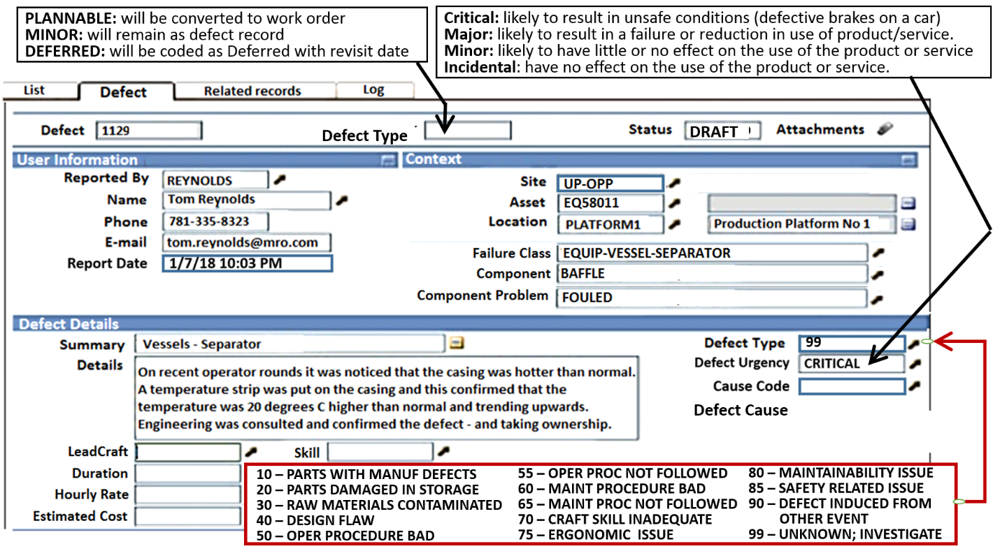 PLANNABLE: will be converted to work order
MINOR: will remain as defect record
DEFERRED: will be coded as Deferred with revisit date
Critical: likely to result in unsafe conditions (defective brakes on a car)
Major: likely to result in a failure or reduction in use of product/service.
Minor: likely to have little or no effect on the use of the product or service
Incidental: have no effect on the use of the product or service.
List Defect Related records Log
Defect 1129 Defect Type Status DRAFT Attachments
User Information
Reported By REYNOLDS
Name Tom Reynolds
Phone 781-335-8323
E-mail tom.reynolds@mro.com
Report Date 1/7/18 10:03 PM
Context
Site UP-OPP
Asset EQ58011
Location PLATFORM1 Production Platform No 1
Failure Class EQUIP-VESSEL-SEPARATOR
Component BAFFLE
Component Problem FOULED
Defect Details
Summary Vessels - Separator
Details
On recent operator rounds it was noticed that the casing was hotter than normal.
A temperature strip was put on the casing and this confirmed that the
temperature was 20 degrees C higher than normal and trending upwards.
Engineering was consulted and confirmed the defect - and taking ownership.
Defect Type 99
Defect Urgency CRITICAL
Cause Code
Defect Cause
LeadCraft Skill
Duration
Hourly Rate
Estimated Cost
10 – PARTS WITH MANUF DEFECTS
20 – PARTS DAMAGED IN STORAGE
30 – RAW MATERIALS CONTAMINATED
40 – DESIGN FLAW
50 – OPER PROCEDURE BAD
55 – OPER PROC NOT FOLLOWED
60 – MAINT PROCEDURE BAD
65 – MAINT PROC NOT FOLLOWED
70 – CRAFT SKILL INADEQUATE
75 – ERGONOMIC ISSUE
80 – MAINTAINABILITY ISSUE
85 – SAFETY RELATED ISSUE
90 – DEFECT INDUCED FROM
OTHER EVENT
99 – UNKNOWN; INVESTIGATE